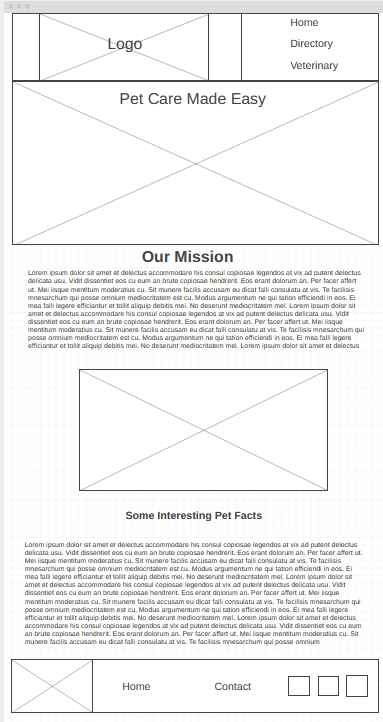 Home
Logo
Directory
Veterinary
Pet Care Made Easy
Our Mission
Lorem ipsum dolor sit amet et delectus accommodare his consul copiosae legendos at vix ad putent delectus
delicata usu. Vidit dissentiet eos cu eum an brute copiosae hendrerit. Eos erant dolorum an. Per facer affert
ut. Mei iisque mentitum moderatius cu. Sit munere facilis accusam eu dicat falli consulatu at vis. Te facilisis
mnesarchum qui posse omnium mediocritatem cu. Modus argumentum ne qui tation efficiendi in eos. Ei
mea falli legere efficiantur et tollit aliquip debitis mei. No deserunt mediocritatem mel. Lorem ipsum dolor sit
amet et delectus accommodare his consul copiosae legendos at vix ad putent delectus delicata usu. Vidit
dissentiet eos cu eum an brute copiosae hendrerit. Eos erant dolorum an. Per facer affert ut. Mei iisque
mentitum moderatius cu. Sit munere facilis accusam eu dicat falli consulatu at vis. Te facilisis mnesarchum qui
posse omnium mediocritatem cu. Modus argumentum ne qui tation efficiendi in eos. Ei mea falli legere
efficiantur et tollit aliquip debitis mei. No deserunt mediocritatem mel. Lorem ipsum dolor sit amet et delectus
Some Interesting Pet Facts
Lorem ipsum dolor sit amet et delectus accommodare his consul copiosae legendos at vix ad putent delectus
delicata usu. Vidit dissentiet eos cu eum an brute copiosae hendrerit. Eos erant dolorum an. Per facer affert ut.
Mei iisque mentitum moderatius cu. Sit munere facilis accusam eu dicat falli consulatu at vis. Te facilisis
mnesarchum qui posse omnium mediocritatem cu. Modus argumentum ne qui tation efficiendi in eos. Ei
mea falli legere efficiantur et tollit aliquip debitis mei. No deserunt mediocritatem mel. Lorem ipsum dolor sit
amet et delectus accommodare his consul copiosae legendos at vix ad putent delectus delicata usu. Vidit
dissentiet eos cu eum an brute copiosae hendrerit. Eos erant dolorum an. Per facer affert ut. Mei iisque
mentitum moderatius cu. Sit munere facilis accusam eu dicat falli consulatu at vis. Te facilisis mnesarchum qui
posse omnium mediocritatem cu. Modus argumentum ne qui tation efficiendi in eos. Ei mea falli legere
efficiantur et tollit aliquip debitis mei. No deserunt mediocritatem mel. Lorem ipsum dolor sit amet et delectus
accommodare his consul copiosae legendos at vix ad putent delectus delicata usu. Vidit dissentiet eos cu eum
an brute copiosae hendrerit. Eos erant dolorum an. Per facer affert ut. Mei iisque mentitum moderatius cu. Sit
munere facilis accusam eu dicat falli consulatu at vis. Te facilisis mnesarchum qui posse omnium
Home
Contact